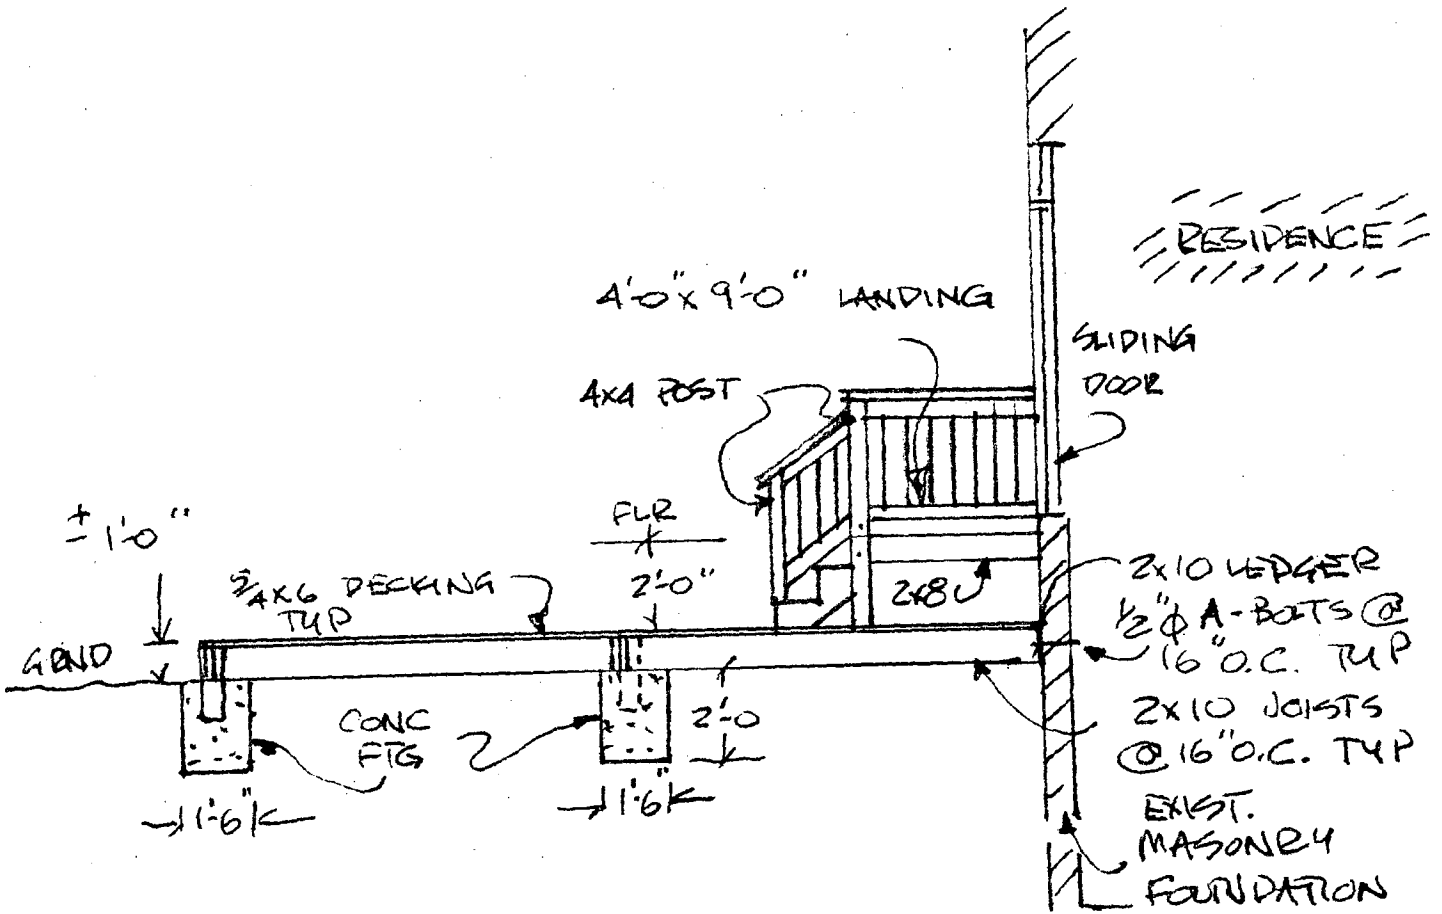 RESIDENCE
4'-0" x 9'-0" LANDING
SLIDING
DOOR
4x4 POST
± 1'-0"
FLR
2'-0"
5/4 x 6 DECKING
TYP
2x8
GRND
2x10 LEDGER
1/2"ϕ A-BOLTS @
16" O.C. TYP
CONC
FTG
2'-0
2x10 JOISTS
@ 16" O.C. TYP
1'-6"
1'-6"
EXIST.
MASONRY
FOUNDATION